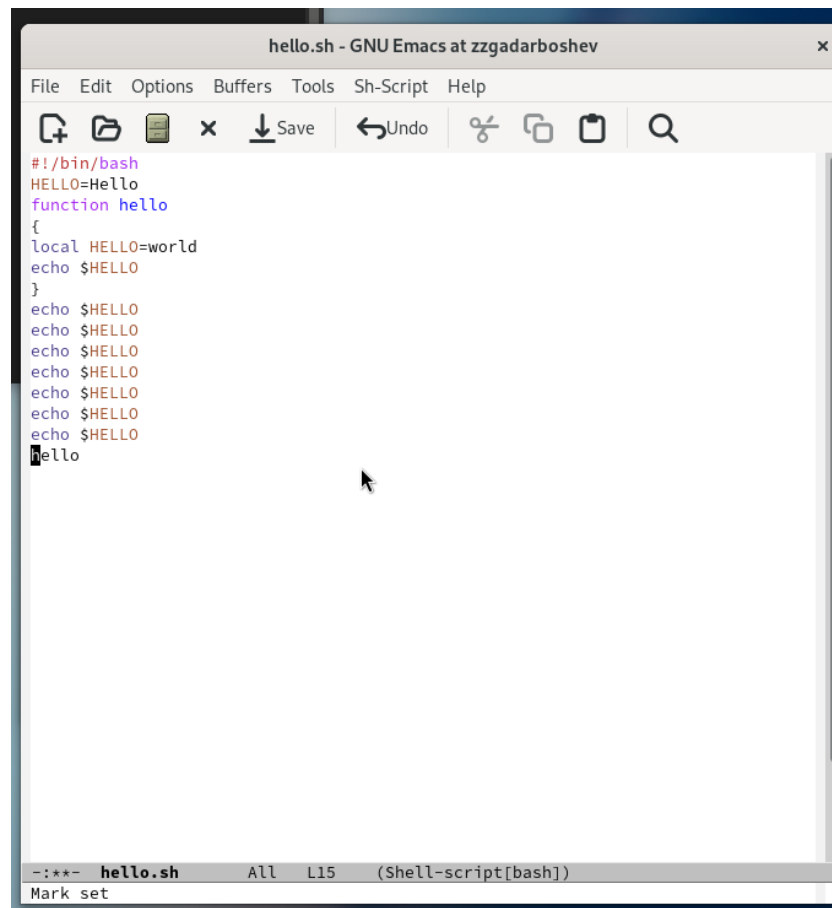 hello.sh - GNU Emacs at zzgadarboshev
File Edit Options Buffers Tools Sh-Script Help
Save Undo
#!/bin/bash
HELLO=Hello
function hello
{
local HELLO=world
echo $HELLO
}
echo $HELLO
echo $HELLO
echo $HELLO
echo $HELLO
echo $HELLO
echo $HELLO
echo $HELLO
hello
-:**- hello.sh All L15 (Shell-script[bash])
Mark set